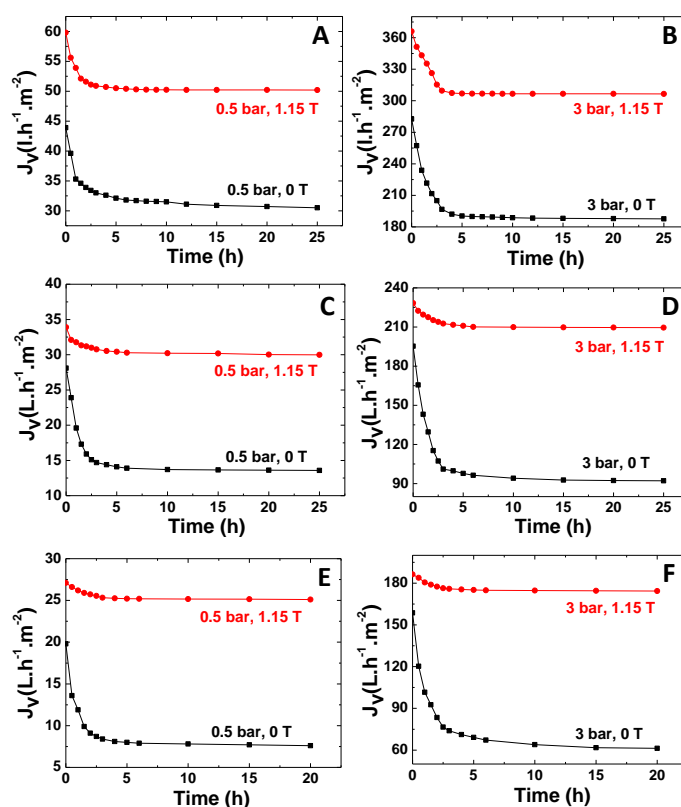 A
J_V(l.h⁻¹.m⁻²)
60
55
50
45
40
35
30
0.5 bar, 1.15 T
0.5 bar, 0 T
0 5 10 15 20 25
Time (h)
B
J_V(l.h⁻¹.m⁻²)
360
330
300
270
240
210
180
3 bar, 1.15 T
3 bar, 0 T
0 5 10 15 20 25
Time (h)
C
J_V(L.h⁻¹.m⁻²)
40
35
30
25
20
15
10
0.5 bar, 1.15 T
0.5 bar, 0 T
0 5 10 15 20 25
Time (h)
D
J_V(L.h⁻¹.m⁻²)
240
210
180
150
120
90
3 bar, 1.15 T
3 bar, 0 T
0 5 10 15 20 25
Time (h)
E
J_V(L.h⁻¹.m⁻²)
30
25
20
15
10
5
0.5 bar, 1.15 T
0.5 bar, 0 T
0 5 10 15 20
Time (h)
F
J_V(L.h⁻¹.m⁻²)
180
150
120
90
60
3 bar, 1.15 T
3 bar, 0 T
0 5 10 15 20
Time (h)